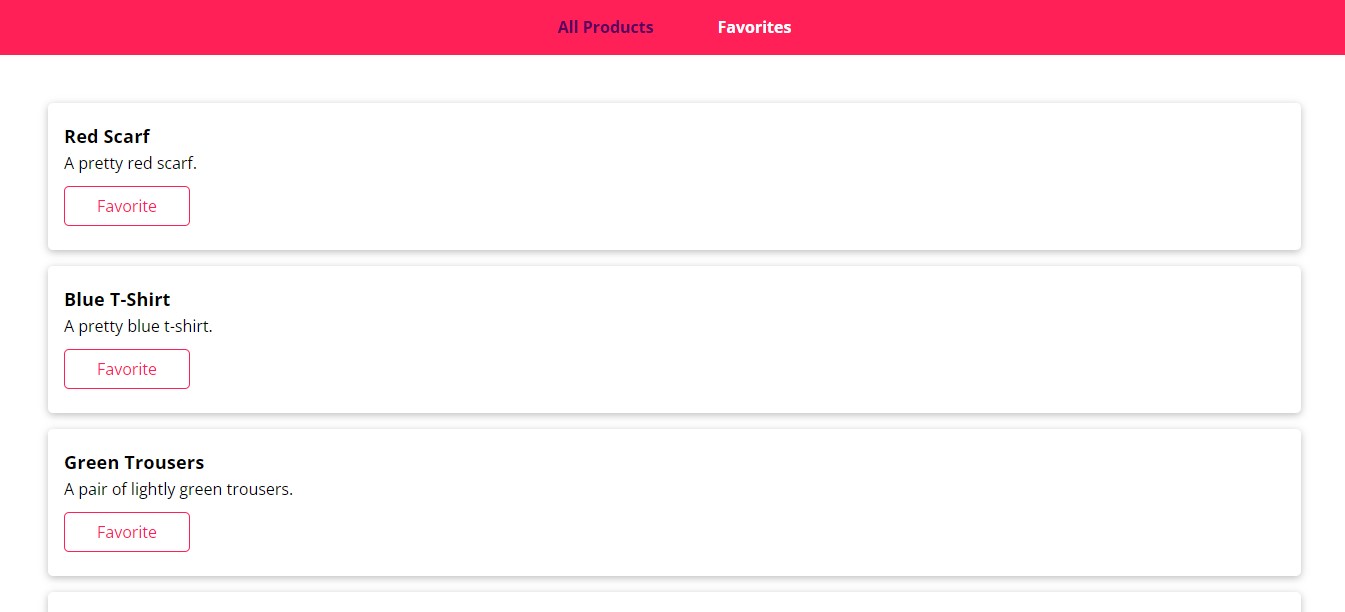 All Products Favorites
Red Scarf
A pretty red scarf.
Favorite
Blue T-Shirt
A pretty blue t-shirt.
Favorite
Green Trousers
A pair of lightly green trousers.
Favorite